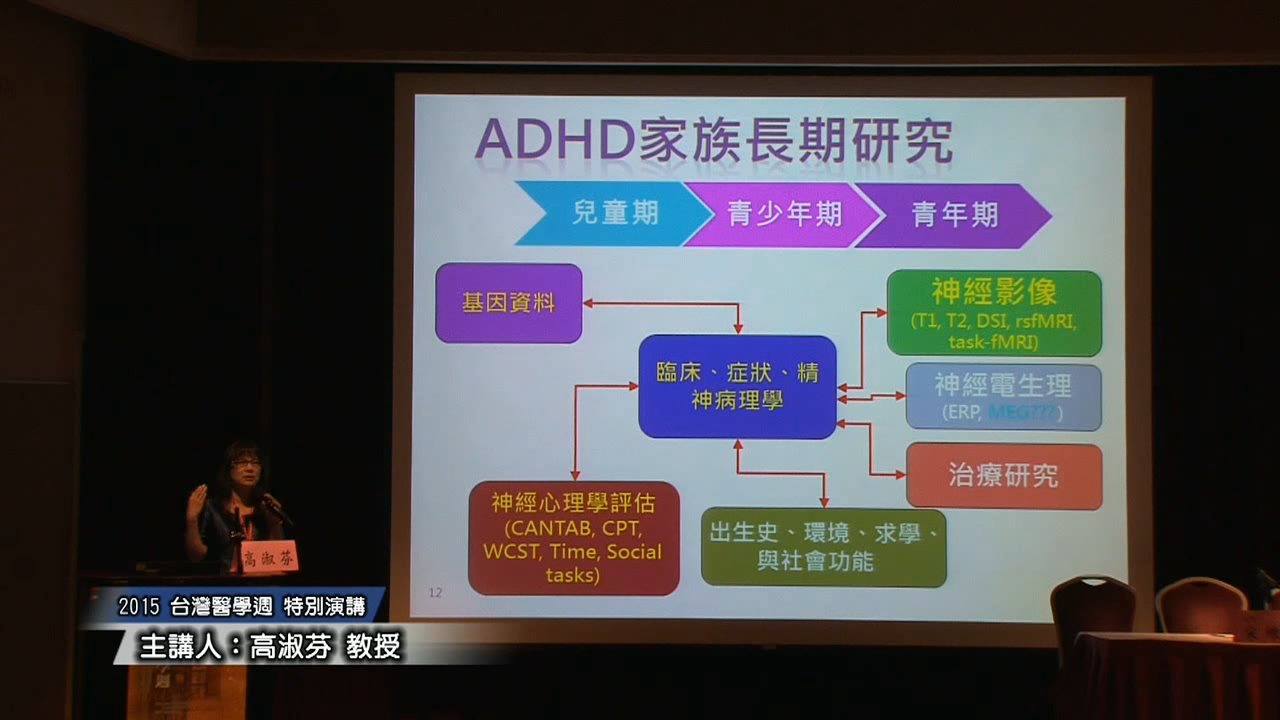 ADHD家族長期研究
兒童期
青少年期
青年期
基因資料
神經影像
(T1, T2, DSI, rsfMRI,
task-fMRI)
臨床、症狀、精
神病理學
神經電生理
(ERP, MEG???)
治療研究
神經心理學評估
(CANTAB, CPT,
WCST, Time, Social
tasks)
出生史、環境、求學、
與社會功能
12
高淑芬
2015 台灣醫學週 特別演講
主講人：高淑芬 教授